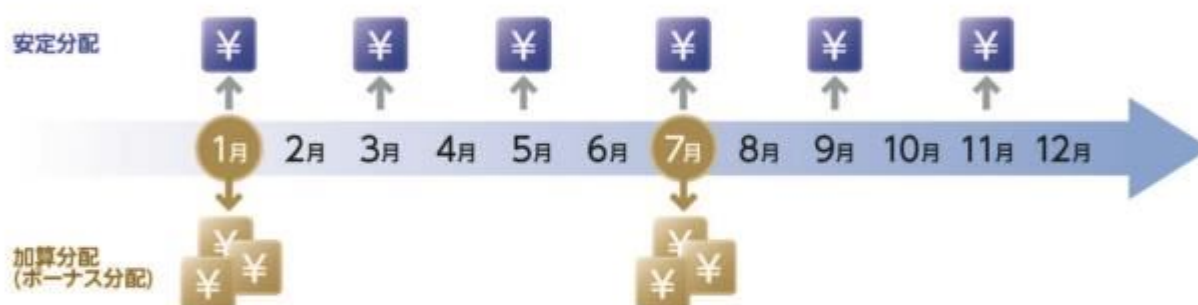 安定分配
¥ ¥ ¥ ¥ ¥ ¥
1月 2月 3月 4月 5月 6月 7月 8月 9月 10月 11月 12月
加算分配
(ボーナス分配)
¥ ¥ ¥ ¥ ¥ ¥